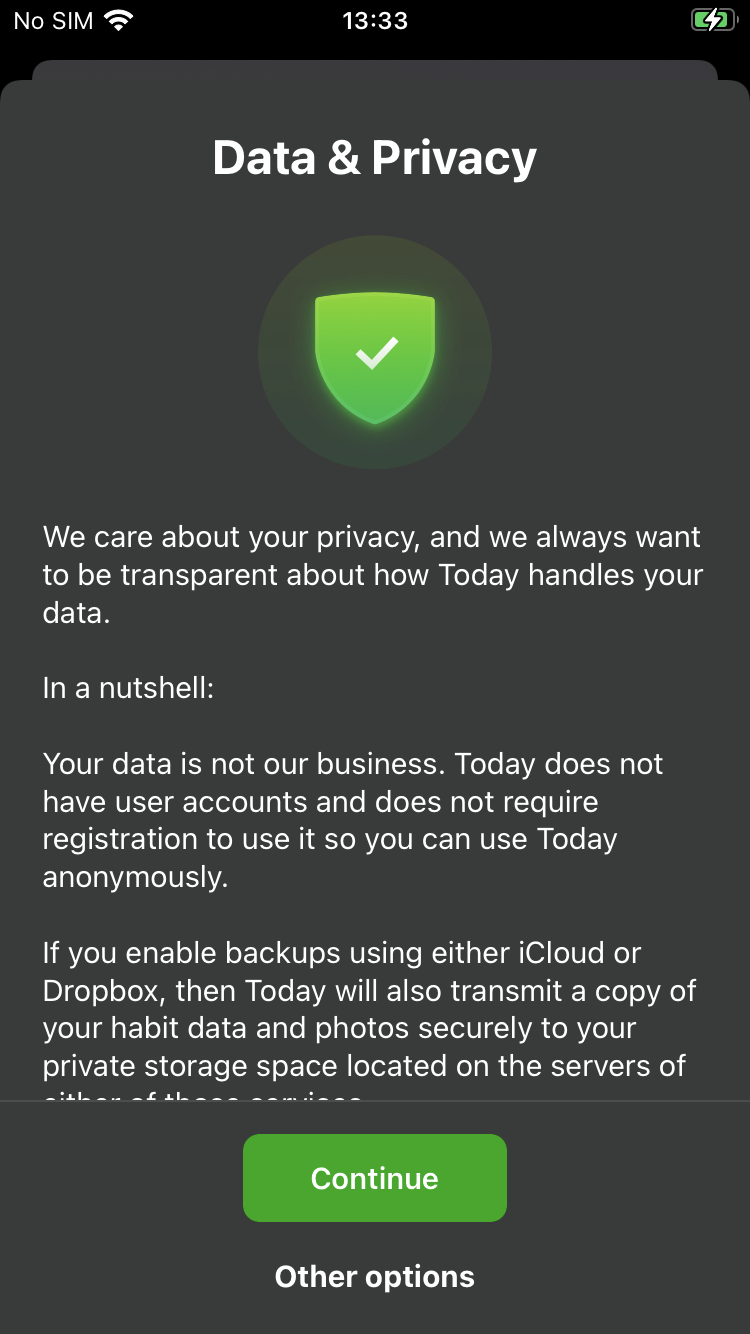 No SIM
13:33
Data & Privacy
We care about your privacy, and we always want
to be transparent about how Today handles your
data.
In a nutshell:
Your data is not our business. Today does not
have user accounts and does not require
registration to use it so you can use Today
anonymously.
If you enable backups using either iCloud or
Dropbox, then Today will also transmit a copy of
your habit data and photos securely to your
private storage space located on the servers of
either of those services.
Continue
Other options